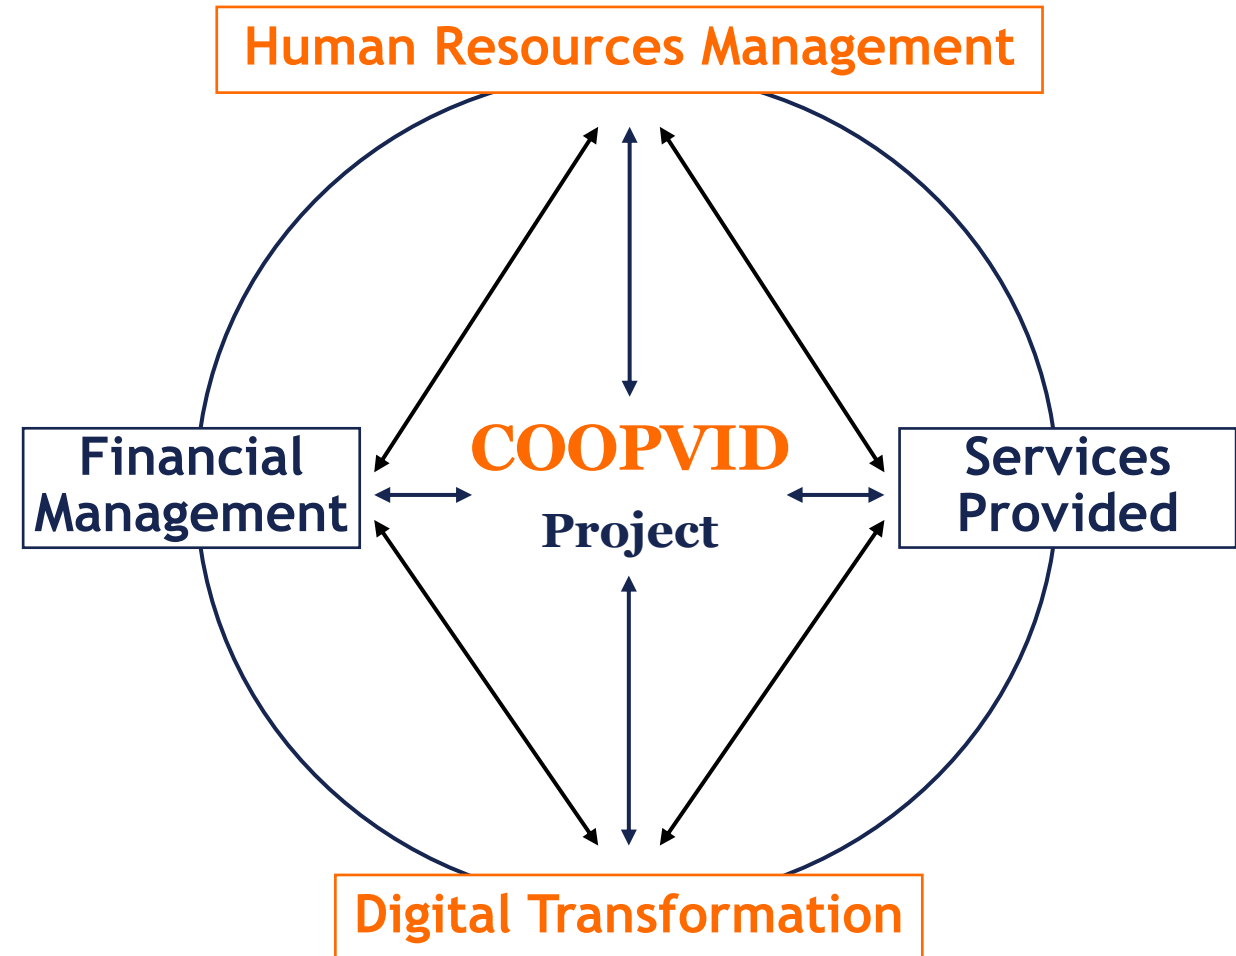 Human Resources Management
Financial
Management
COOPVID
Project
Services
Provided
Digital Transformation